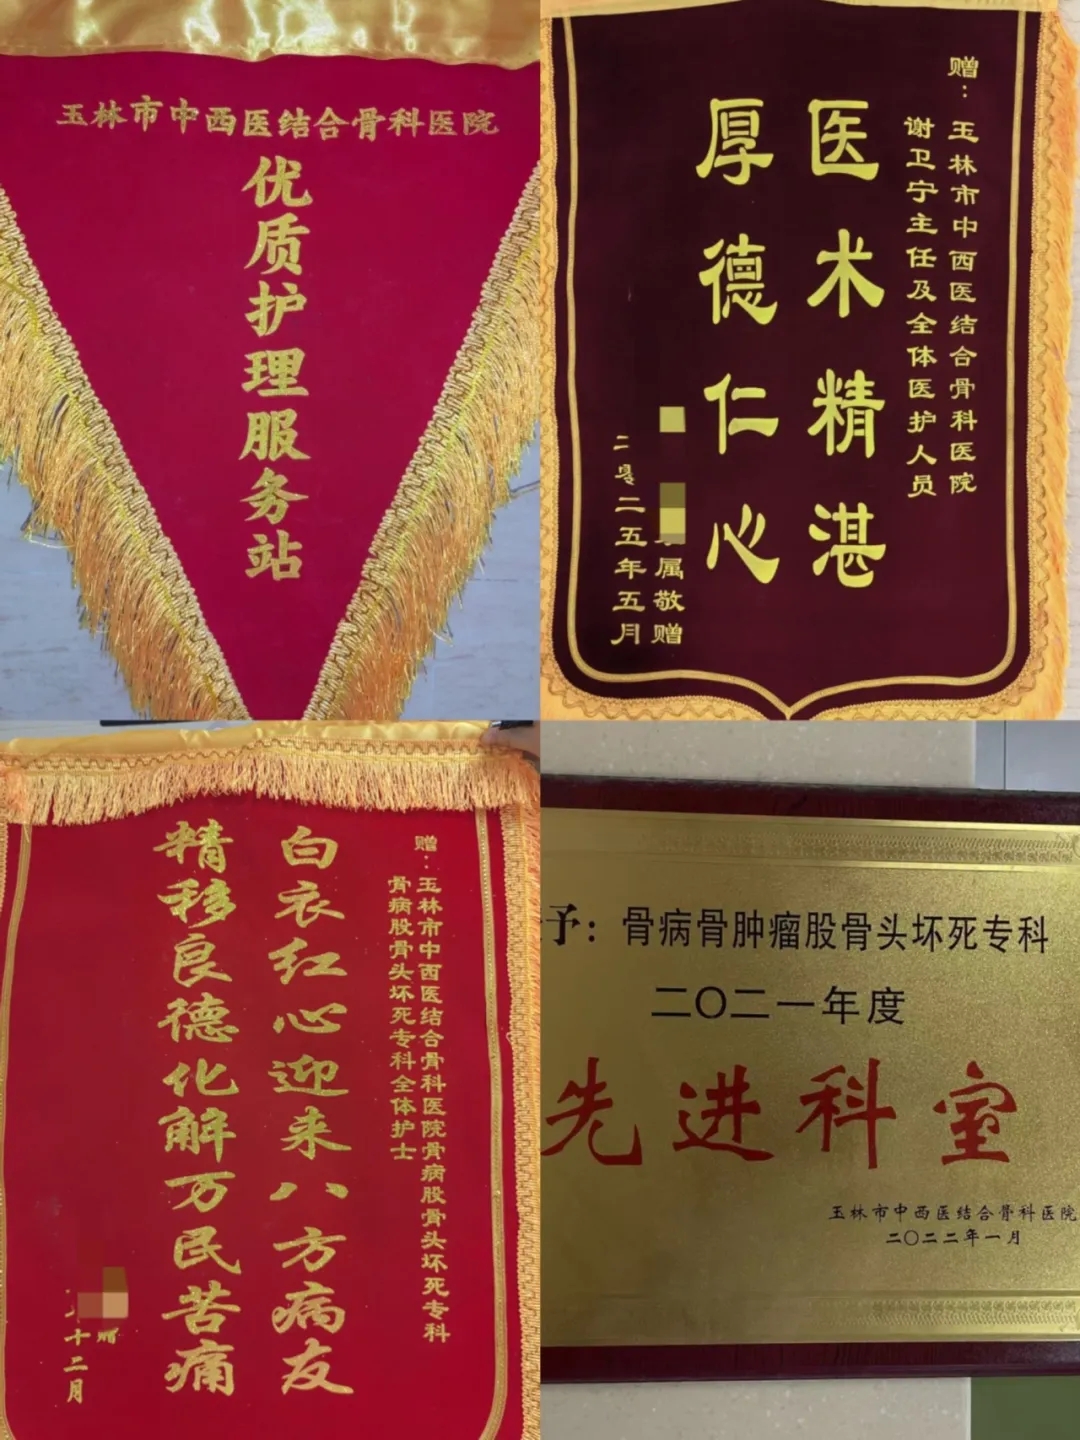 玉林市中西医结合骨科医院
优质护理服务站
赠：玉林市中西医结合骨科医院
谢卫宁主任及全体医护人员
医术精湛
厚德仁心
属敬赠
二五年五月
赠：玉林市中西医结合骨科医院骨病股骨头坏死专科
骨病股骨头坏死专科全体护士
白衣红心迎来八方病友
精移良德化解万民苦痛
赠
十二月
予：骨病骨肿瘤股骨头坏死专科
二〇二一年度
先进科室
玉林市中西医结合骨科医院
二〇二二年一月